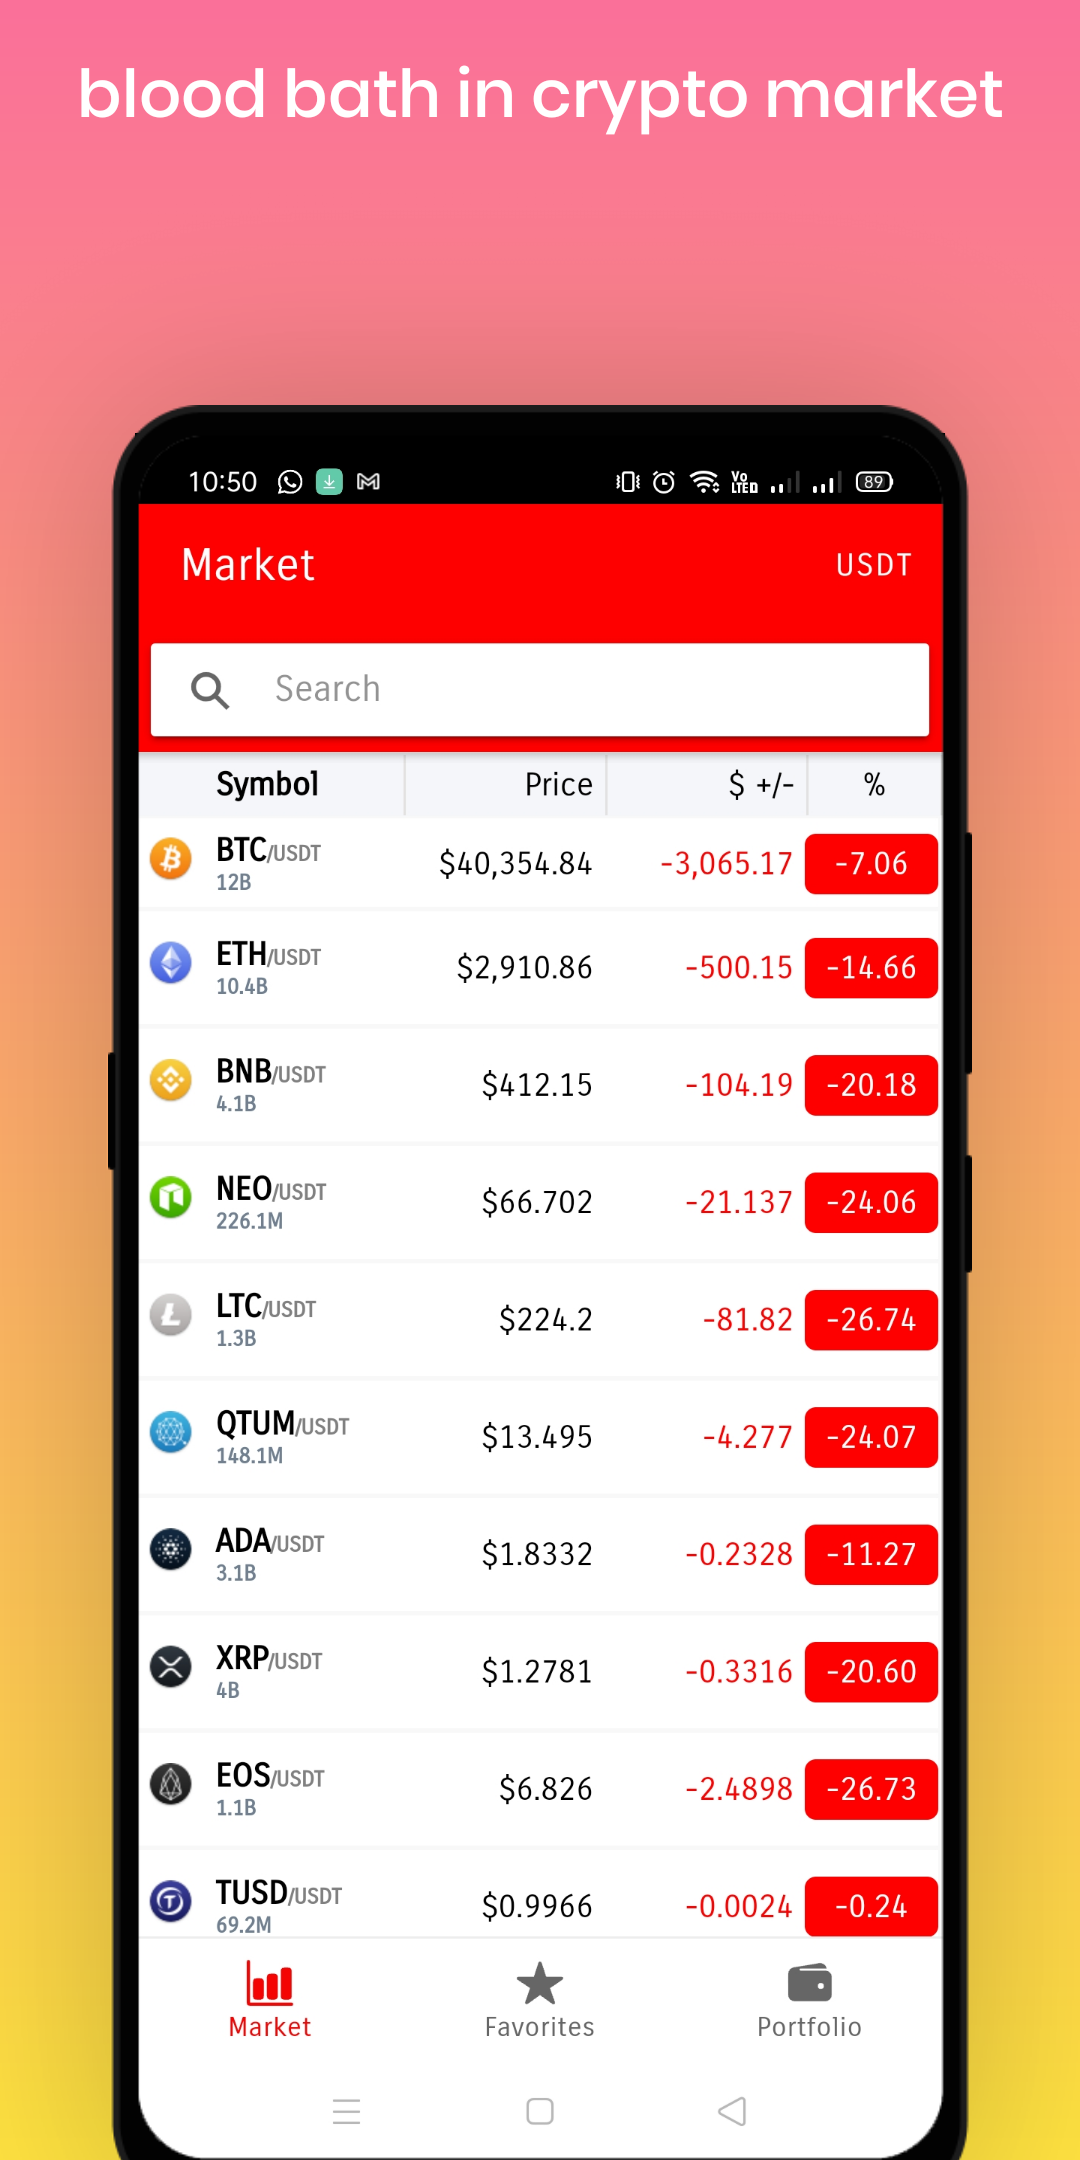 blood bath in crypto market
10:50 Vo LTED 89
Market USDT
Search
Symbol Price $ +/- %
BTC/USDT $40,354.84 -3,065.17 -7.06
12B
ETH/USDT $2,910.86 -500.15 -14.66
10.4B
BNB/USDT $412.15 -104.19 -20.18
4.1B
NEO/USDT $66.702 -21.137 -24.06
226.1M
LTC/USDT $224.2 -81.82 -26.74
1.3B
QTUM/USDT $13.495 -4.277 -24.07
148.1M
ADA/USDT $1.8332 -0.2328 -11.27
3.1B
XRP/USDT $1.2781 -0.3316 -20.60
4B
EOS/USDT $6.826 -2.4898 -26.73
1.1B
TUSD/USDT $0.9966 -0.0024 -0.24
69.2M
Market Favorites Portfolio